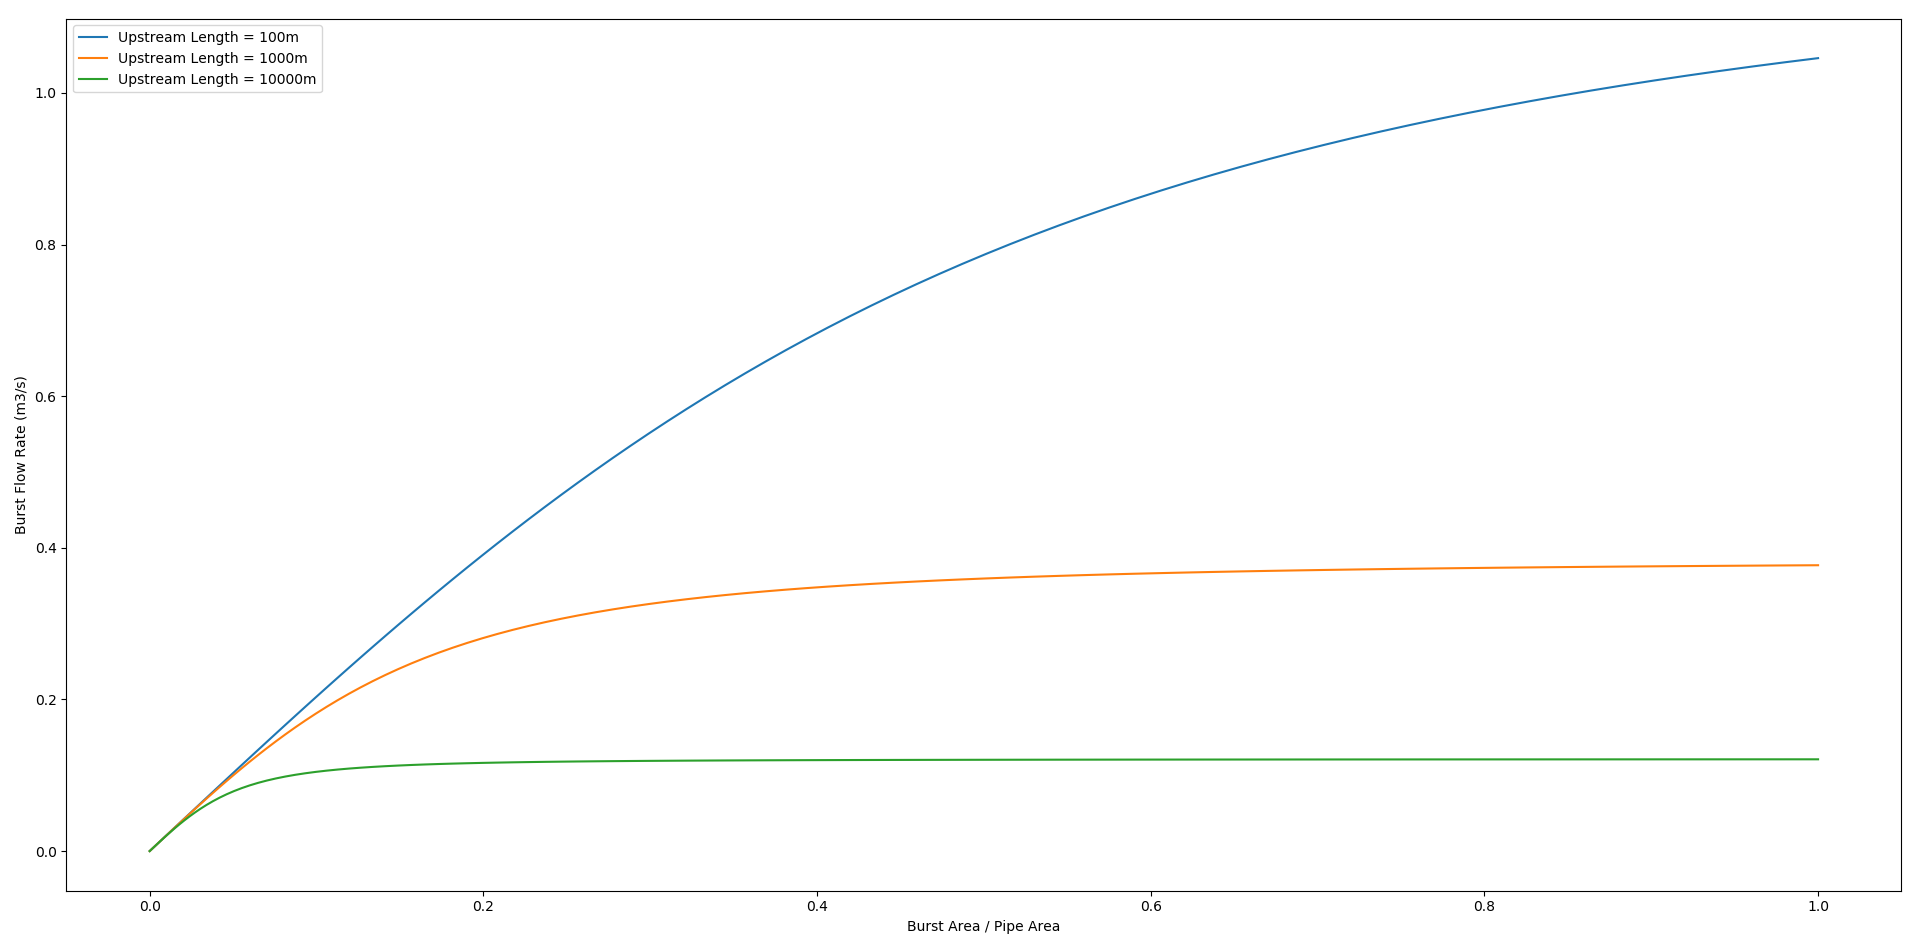 Upstream Length = 100m
Upstream Length = 1000m
Upstream Length = 10000m
1.0
0.8
0.6
0.4
0.2
0.0
Burst Flow Rate (m3/s)
0.0 0.2 0.4 0.6 0.8 1.0
Burst Area / Pipe Area